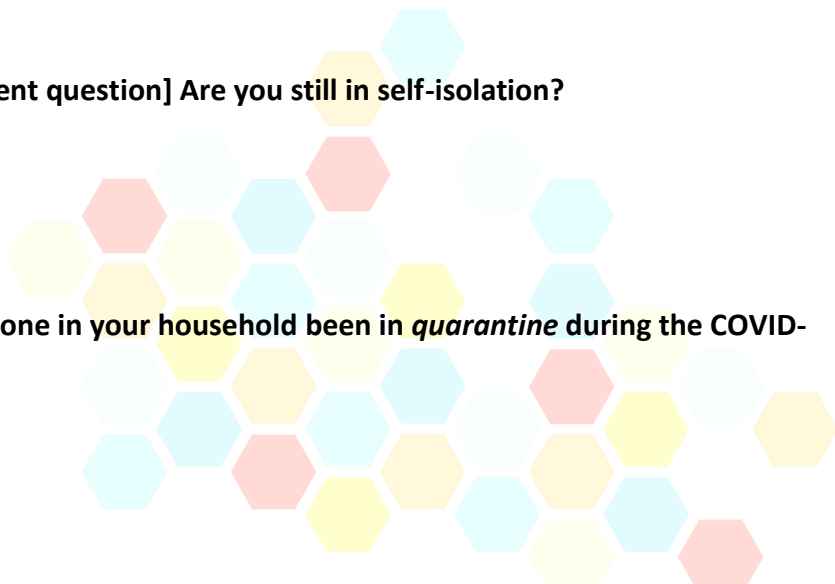 ent question] Are you still in self-isolation?
one in your household been in quarantine during the COVID-